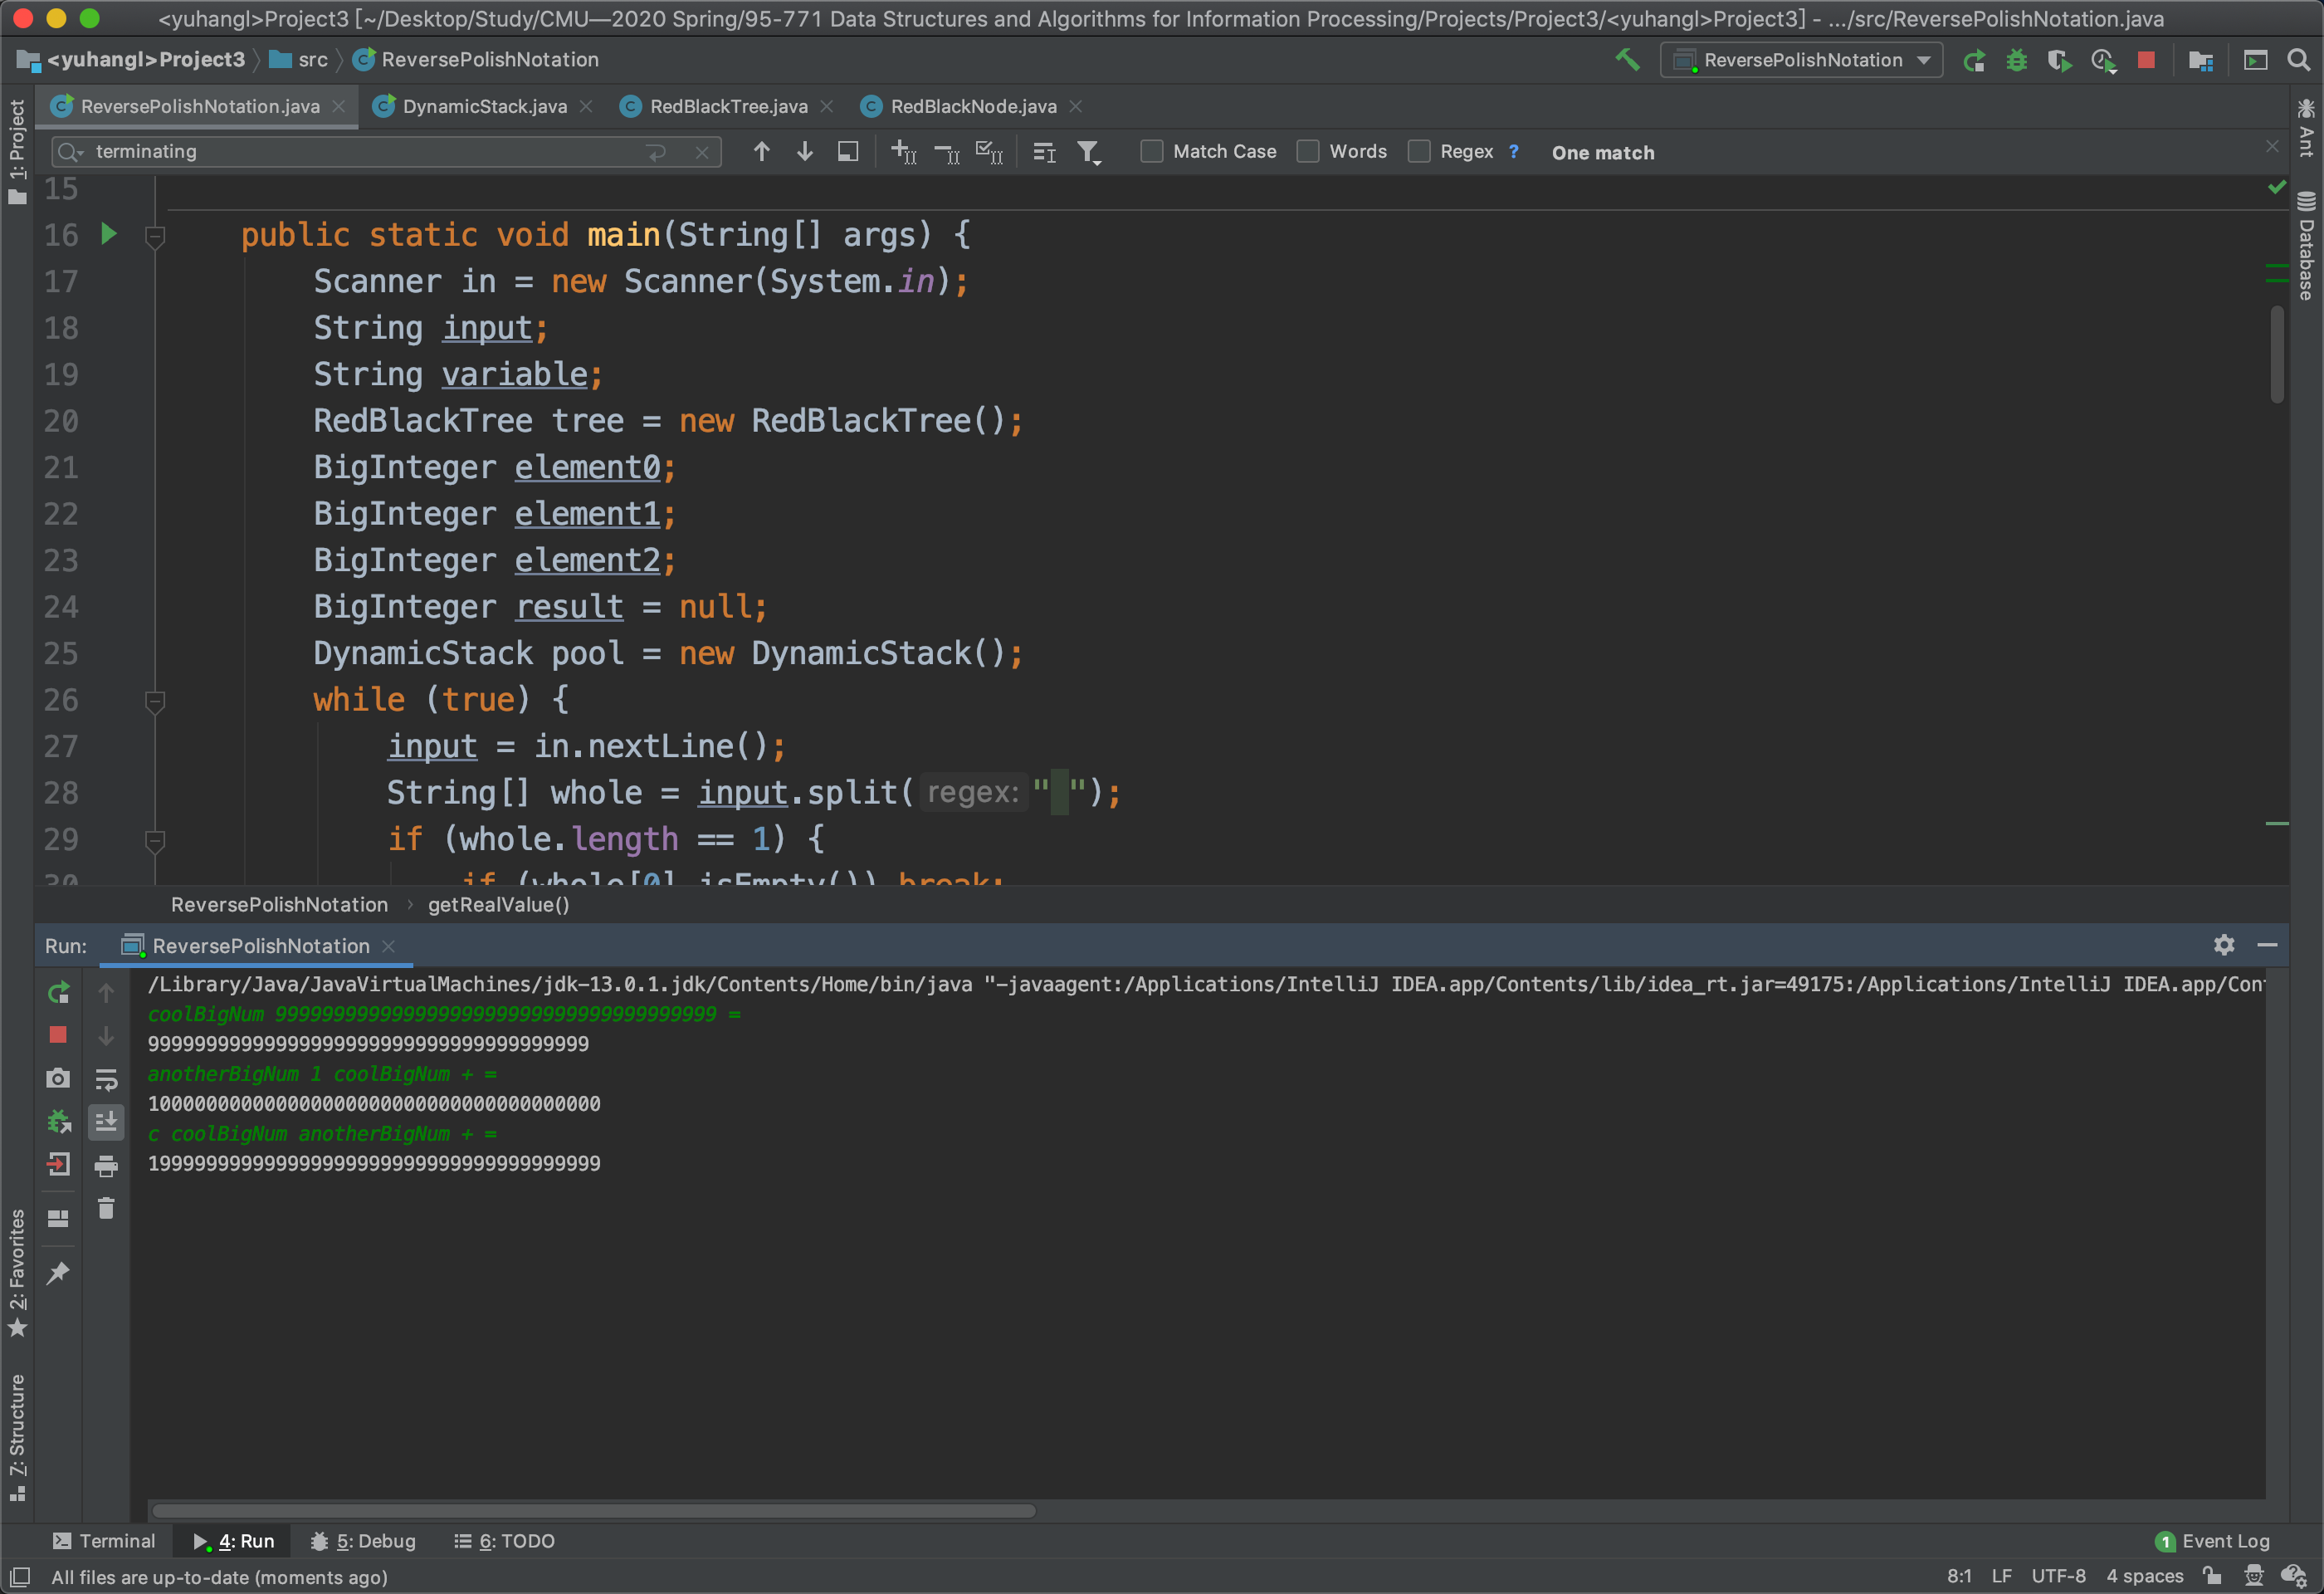 <yuhangl>Project3 [~/Desktop/Study/CMU—2020 Spring/95-771 Data Structures and Algorithms for Information Processing/Projects/Project3/<yuhangl>Project3] - .../src/ReversePolishNotation.java
<yuhangl>Project3 src ReversePolishNotation ReversePolishNotation
ReversePolishNotation.java DynamicStack.java RedBlackTree.java RedBlackNode.java
terminating Match Case Words Regex ? One match
15
16 public static void main(String[] args) {
17 Scanner in = new Scanner(System.in);
18 String input;
19 String variable;
20 RedBlackTree tree = new RedBlackTree();
21 BigInteger element0;
22 BigInteger element1;
23 BigInteger element2;
24 BigInteger result = null;
25 DynamicStack pool = new DynamicStack();
26 while (true) {
27 input = in.nextLine();
28 String[] whole = input.split( regex: " ");
29 if (whole.length == 1) {
30 if (whole[0].isEmpty()) break;
ReversePolishNotation getRealValue()
Run: ReversePolishNotation
/Library/Java/JavaVirtualMachines/jdk-13.0.1.jdk/Contents/Home/bin/java "-javaagent:/Applications/IntelliJ IDEA.app/Contents/lib/idea_rt.jar=49175:/Applications/IntelliJ IDEA.app/Con
coolBigNum 99999999999999999999999999999999999999 =
99999999999999999999999999999999999999
anotherBigNum 1 coolBigNum + =
100000000000000000000000000000000000000
c coolBigNum anotherBigNum + =
199999999999999999999999999999999999999
Terminal 4: Run 5: Debug 6: TODO 1 Event Log
All files are up-to-date (moments ago) 8:1 LF UTF-8 4 spaces
1: Project
2: Favorites
Z: Structure
Ant
Database